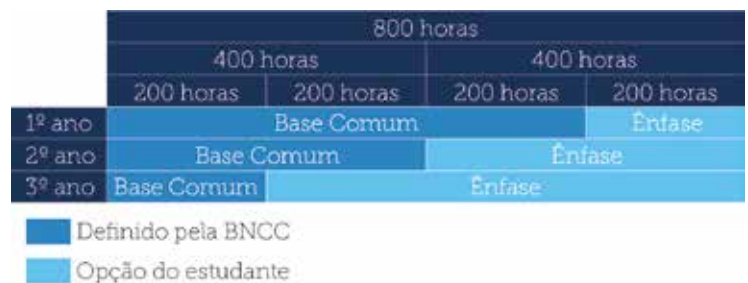 800 horas
400 horas 400 horas
200 horas 200 horas 200 horas 200 horas
1º ano Base Comum Ênfase
2º ano Base Comum Ênfase
3º ano Base Comum Ênfase
Definido pela BNCC
Opção do estudante